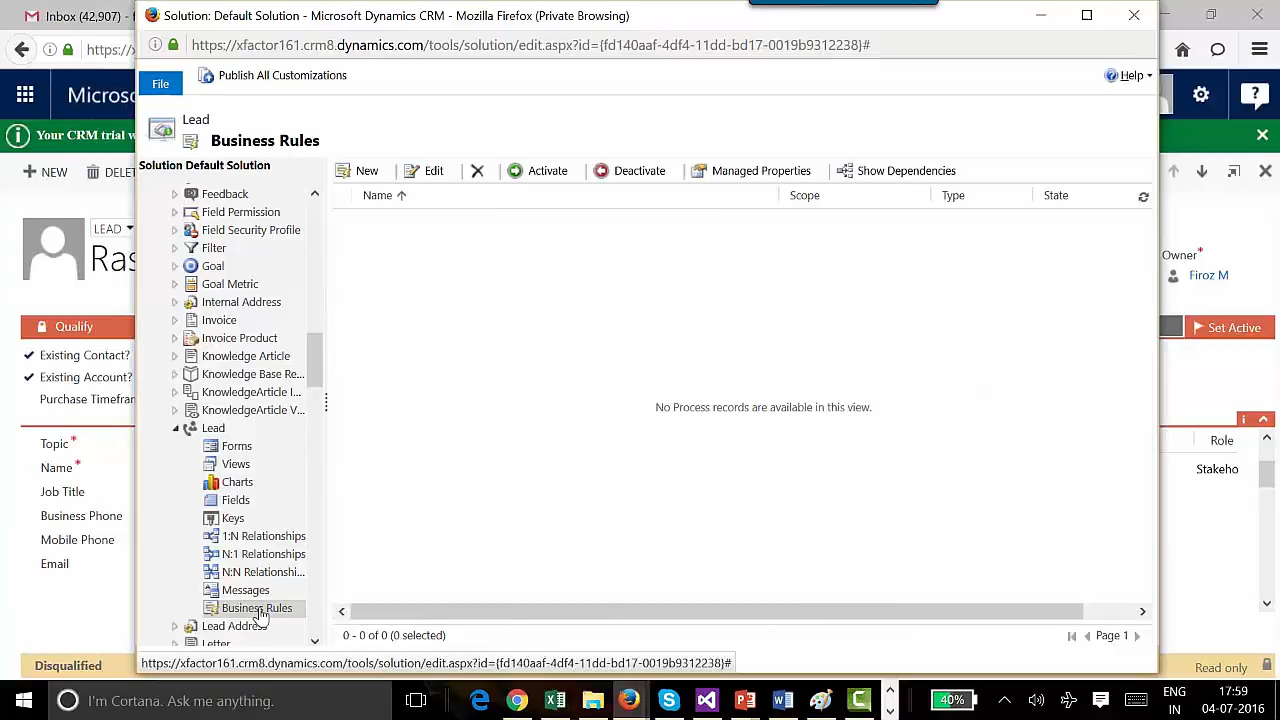 Inbox (42,907) - f
Solution: Default Solution - Microsoft Dynamics CRM - Mozilla Firefox (Private Browsing)
https://x
https://xfactor161.crm8.dynamics.com/tools/solution/edit.aspx?id={fd140aaf-4df4-11dd-bd17-0019b9312238}#
File
Publish All Customizations
Help
Microso
Lead
Business Rules
Your CRM trial w
Solution Default Solution
NEW
DELET
New
Edit
Activate
Deactivate
Managed Properties
Show Dependencies
Name
Scope
Type
State
Feedback
Field Permission
Field Security Profile
Filter
Goal
Goal Metric
Internal Address
Invoice
Invoice Product
Knowledge Article
Knowledge Base Re...
KnowledgeArticle I...
KnowledgeArticle V...
Lead
Forms
Views
Charts
Fields
Keys
1:N Relationships
N:1 Relationships
N:N Relationshi...
Messages
Business Rules
Lead Address
Letter
No Process records are available in this view.
0 - 0 of 0 (0 selected)
Page 1
https://xfactor161.crm8.dynamics.com/tools/solution/edit.aspx?id={fd140aaf-4df4-11dd-bd17-0019b9312238}#
LEAD
Ras
Owner*
Firoz M
Qualify
Set Active
Existing Contact?
Existing Account?
Purchase Timefram
Topic*
Name*
Job Title
Business Phone
Mobile Phone
Email
Role
Stakeho
Disqualified
Read only
I'm Cortana. Ask me anything.
40%
ENG
IN
17:59
04-07-2016